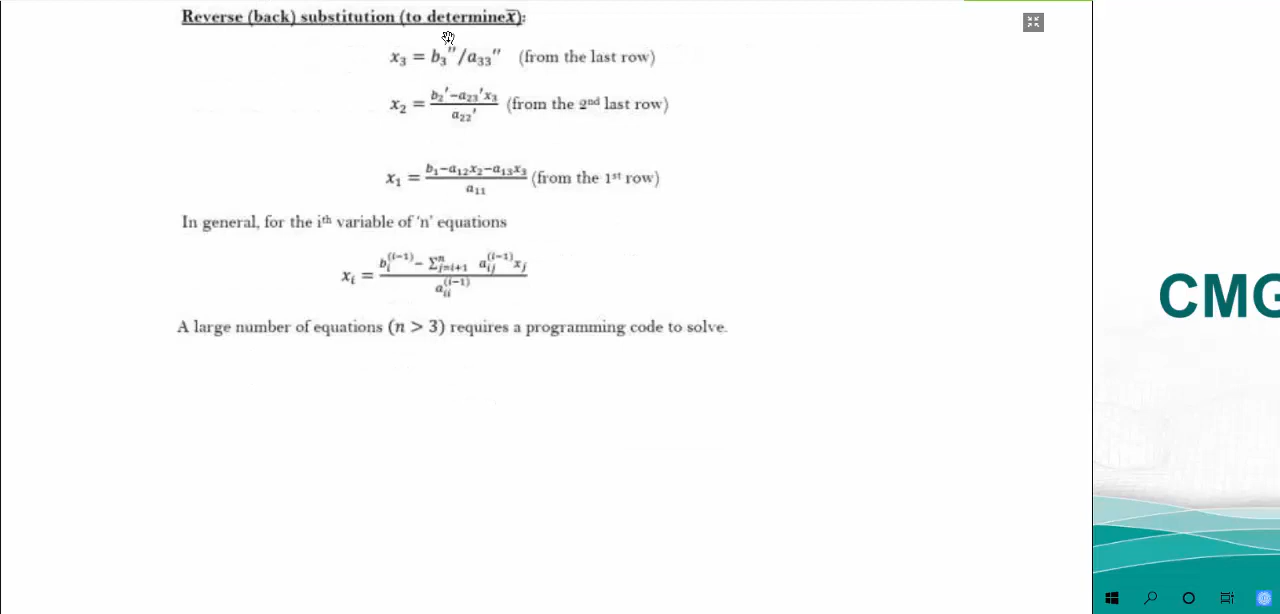 Reverse (back) substitution (to determinex̅):
x₃ = b₃''/a₃₃'' (from the last row)
x₂ = (b₂'−a₂₃'x₃)/a₂₂' (from the 2nd last row)
x₁ = (b₁−a₁₂x₂−a₁₃x₃)/a₁₁ (from the 1st row)
In general, for the ith variable of 'n' equations
xᵢ = (bᵢ^(i−1) − Σ_{j=i+1}^{n} aᵢⱼ^(i−1) xⱼ)/aᵢᵢ^(i−1)
A large number of equations (n > 3) requires a programming code to solve.
CMG